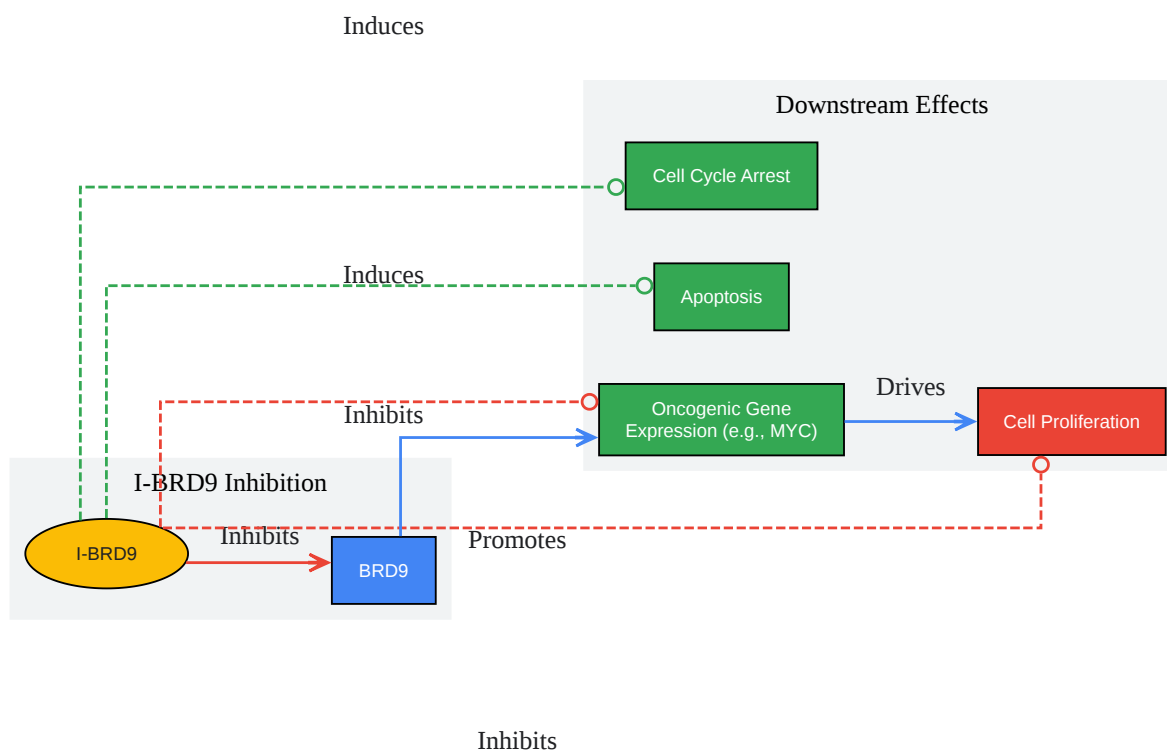 Induces
Downstream Effects
Cell Cycle Arrest
Induces
Apoptosis
Drives
Inhibits
Oncogenic Gene
Expression (e.g., MYC)
Cell Proliferation
I-BRD9 Inhibition
Inhibits
Promotes
I-BRD9
BRD9
Inhibits